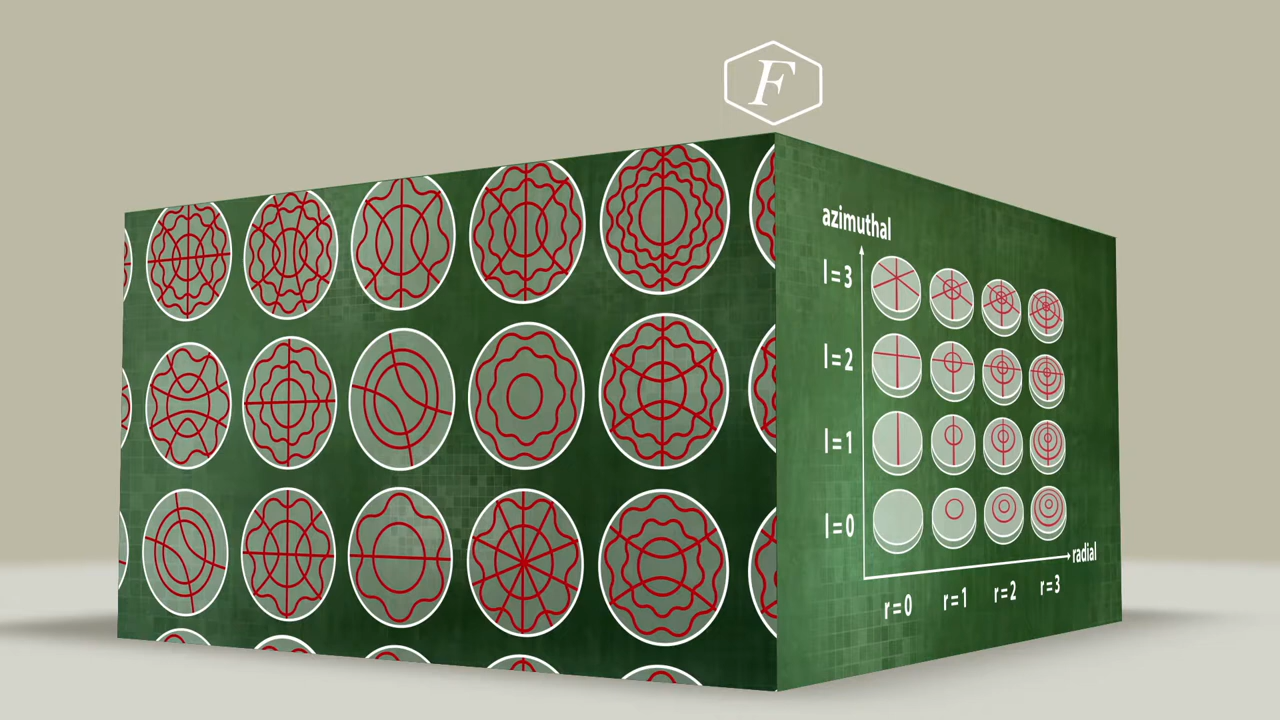 F
azimuthal
l = 3
l = 2
l = 1
l = 0
radial
r = 0 r = 1 r = 2 r = 3